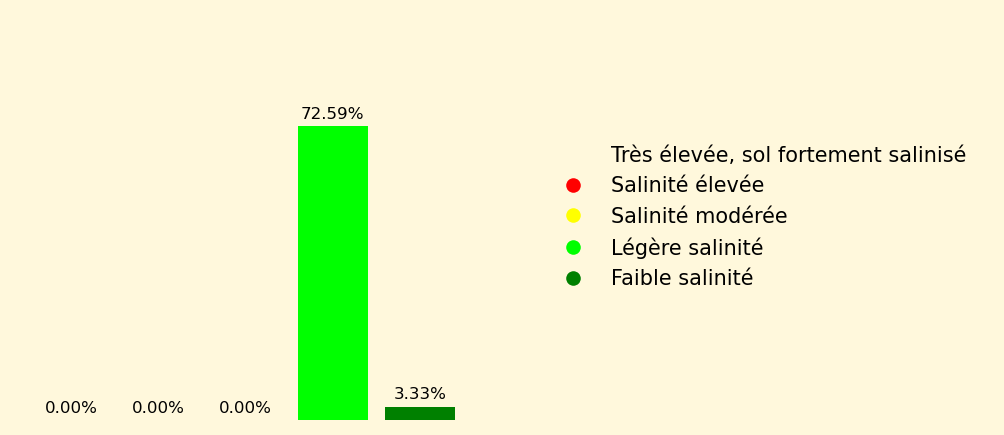 72.59%
0.00%
0.00%
0.00%
3.33%
Très élevée, sol fortement salinisé
Salinité élevée
Salinité modérée
Légère salinité
Faible salinité